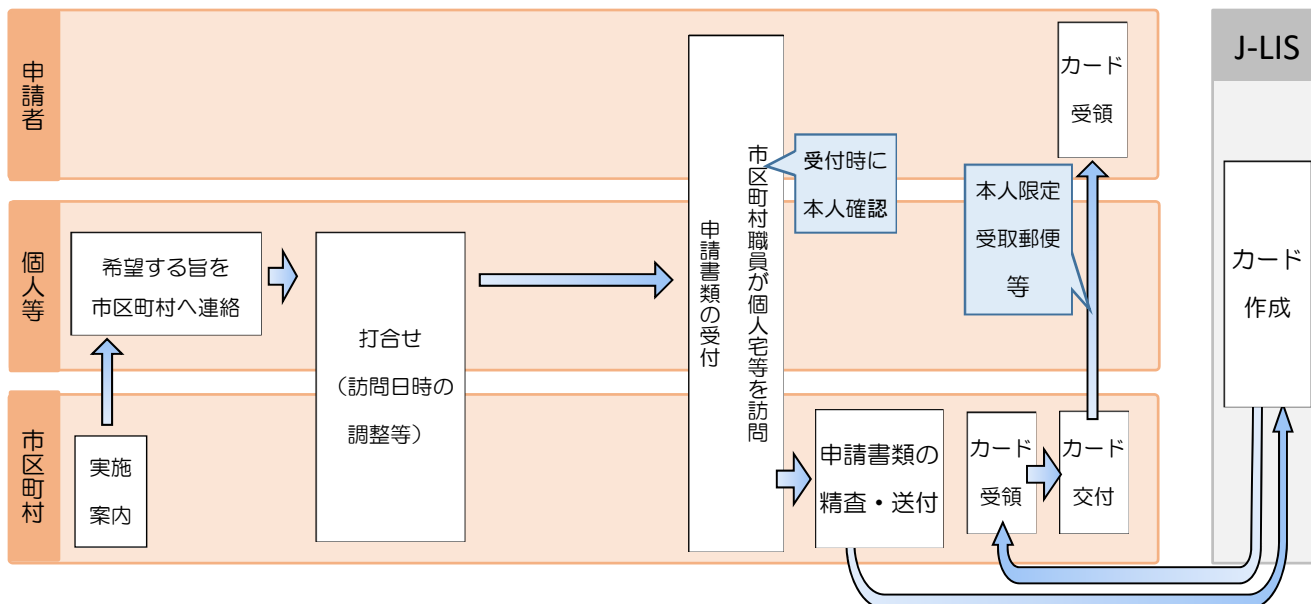 申請者
個人等
市区町村
実施
案内
希望する旨を
市区町村へ連絡
打合せ
（訪問日時の
調整等）
市区町村職員が個人宅等を訪問
申請書類の受付
受付時に
本人確認
申請書類の
精査・送付
カード
受領
カード
交付
本人限定
受取郵便
等
カード
受領
J-LIS
カード
作成